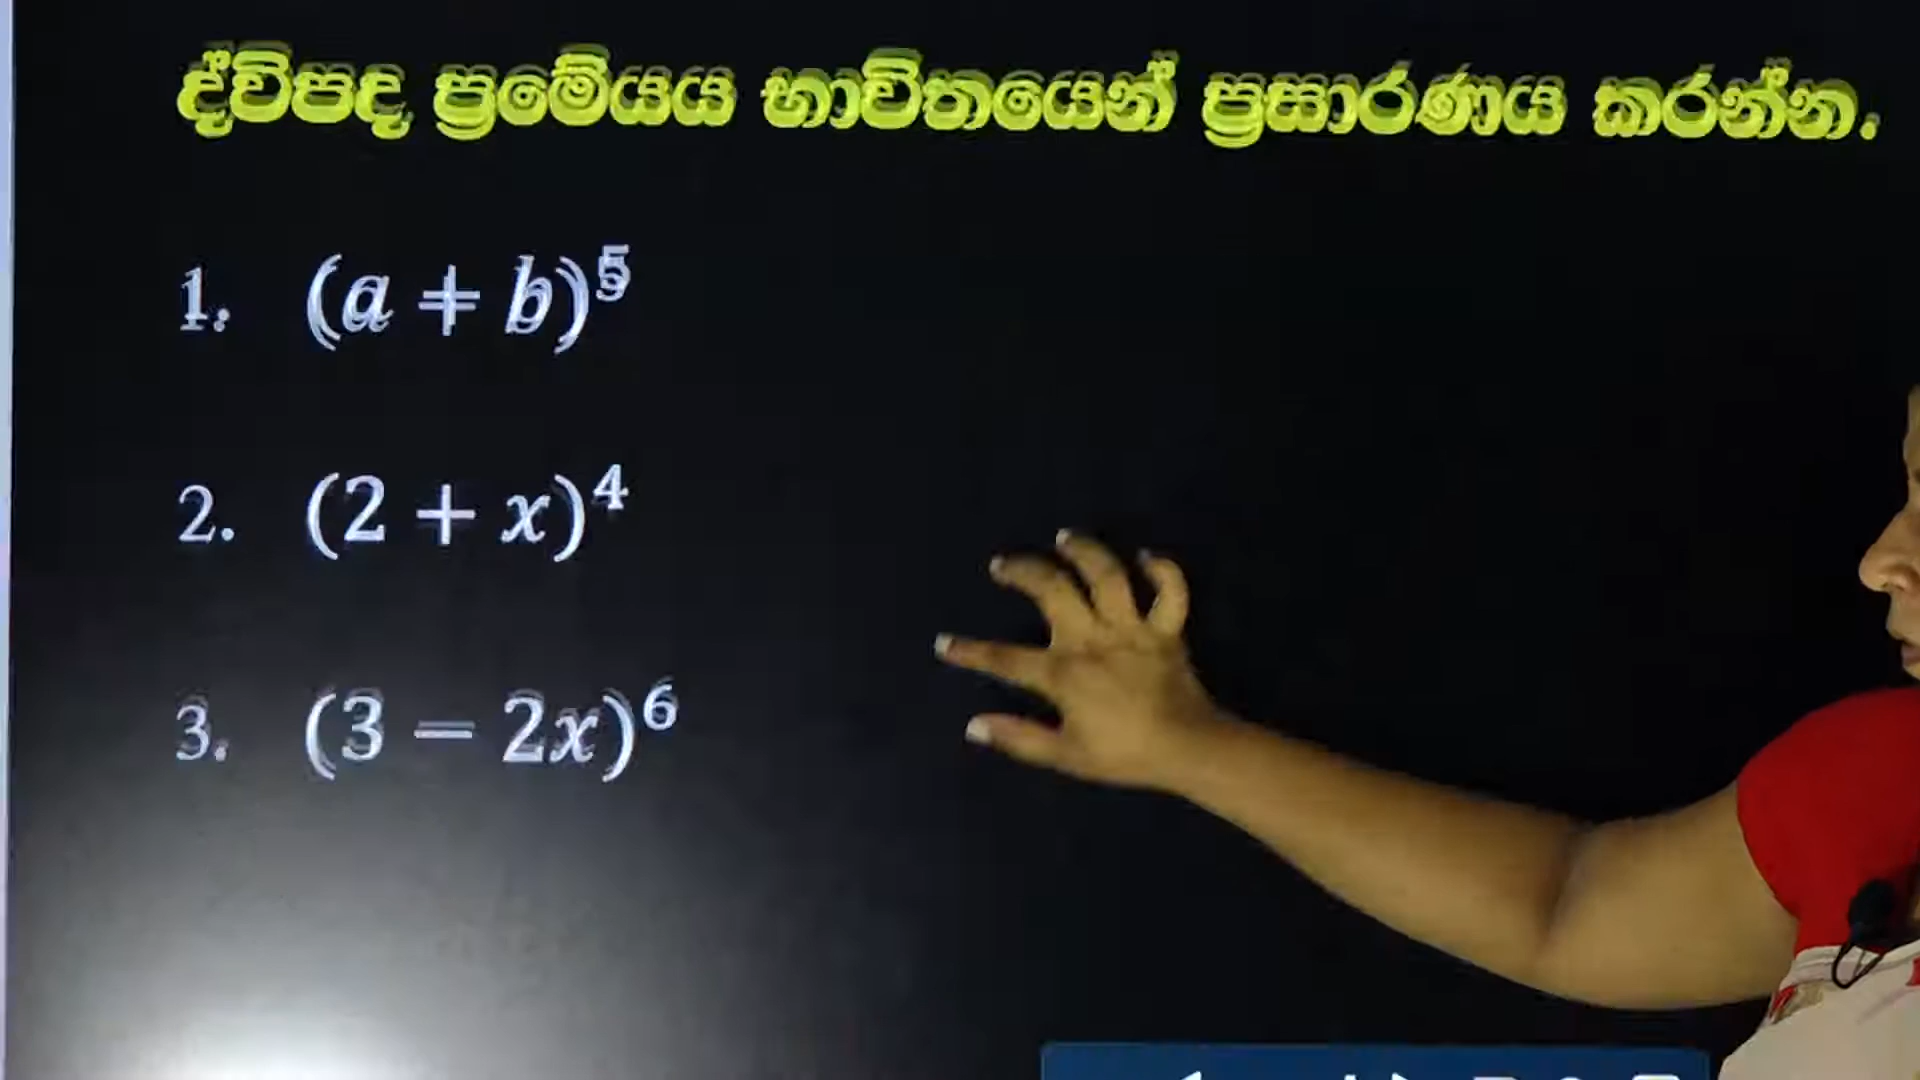 ද්විපද ප්‍රමේයය භාවිතයෙන් ප්‍රසාරණය කරන්න.
1. (a + b)⁵
2. (2 + x)⁴
3. (3 − 2x)⁶